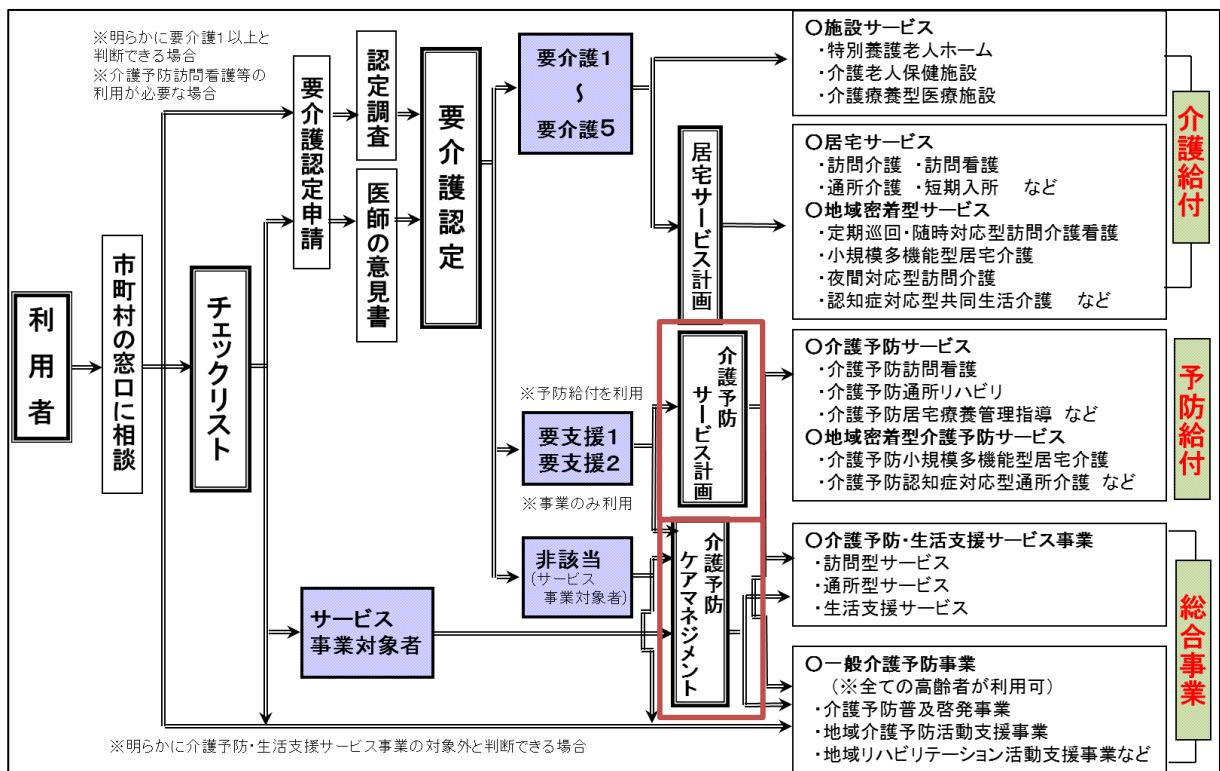 ※明らかに要介護1以上と
判断できる場合
※介護予防訪問看護等の
利用が必要な場合
利用者
市町村の窓口に相談
チェックリスト
要介護認定申請
認定調査
医師の意見書
要介護認定
要介護1
～
要介護5
※予防給付を利用
要支援1
要支援2
※事業のみ利用
非該当
(サービス
事業対象者)
サービス
事業対象者
居宅サービス計画
介護予防
サービス計画
介護予防
ケアマネジメント
○施設サービス
・特別養護老人ホーム
・介護老人保健施設
・介護療養型医療施設
○居宅サービス
・訪問介護 ・訪問看護
・通所介護 ・短期入所 など
○地域密着型サービス
・定期巡回・随時対応型訪問介護看護
・小規模多機能型居宅介護
・夜間対応型訪問介護
・認知症対応型共同生活介護 など
介護給付
○介護予防サービス
・介護予防訪問看護
・介護予防通所リハビリ
・介護予防居宅療養管理指導 など
○地域密着型介護予防サービス
・介護予防小規模多機能型居宅介護
・介護予防認知症対応型通所介護 など
予防給付
○介護予防・生活支援サービス事業
・訪問型サービス
・通所型サービス
・生活支援サービス
○一般介護予防事業
（※全ての高齢者が利用可）
・介護予防普及啓発事業
・地域介護予防活動支援事業
・地域リハビリテーション活動支援事業など
総合事業
※明らかに介護予防・生活支援サービス事業の対象外と判断できる場合